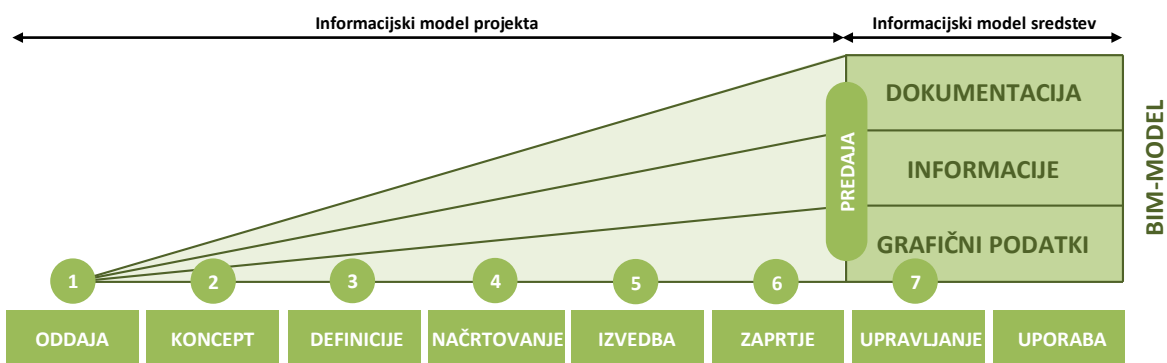 Informacijski model projekta
Informacijski model sredstev
DOKUMENTACIJA
INFORMACIJE
GRAFIČNI PODATKI
PREDAJA
BIM-MODEL
1
2
3
4
5
6
7
ODDAJA
KONCEPT
DEFINICIJE
NAČRTOVANJE
IZVEDBA
ZAPRTJE
UPRAVLJANJE
UPORABA